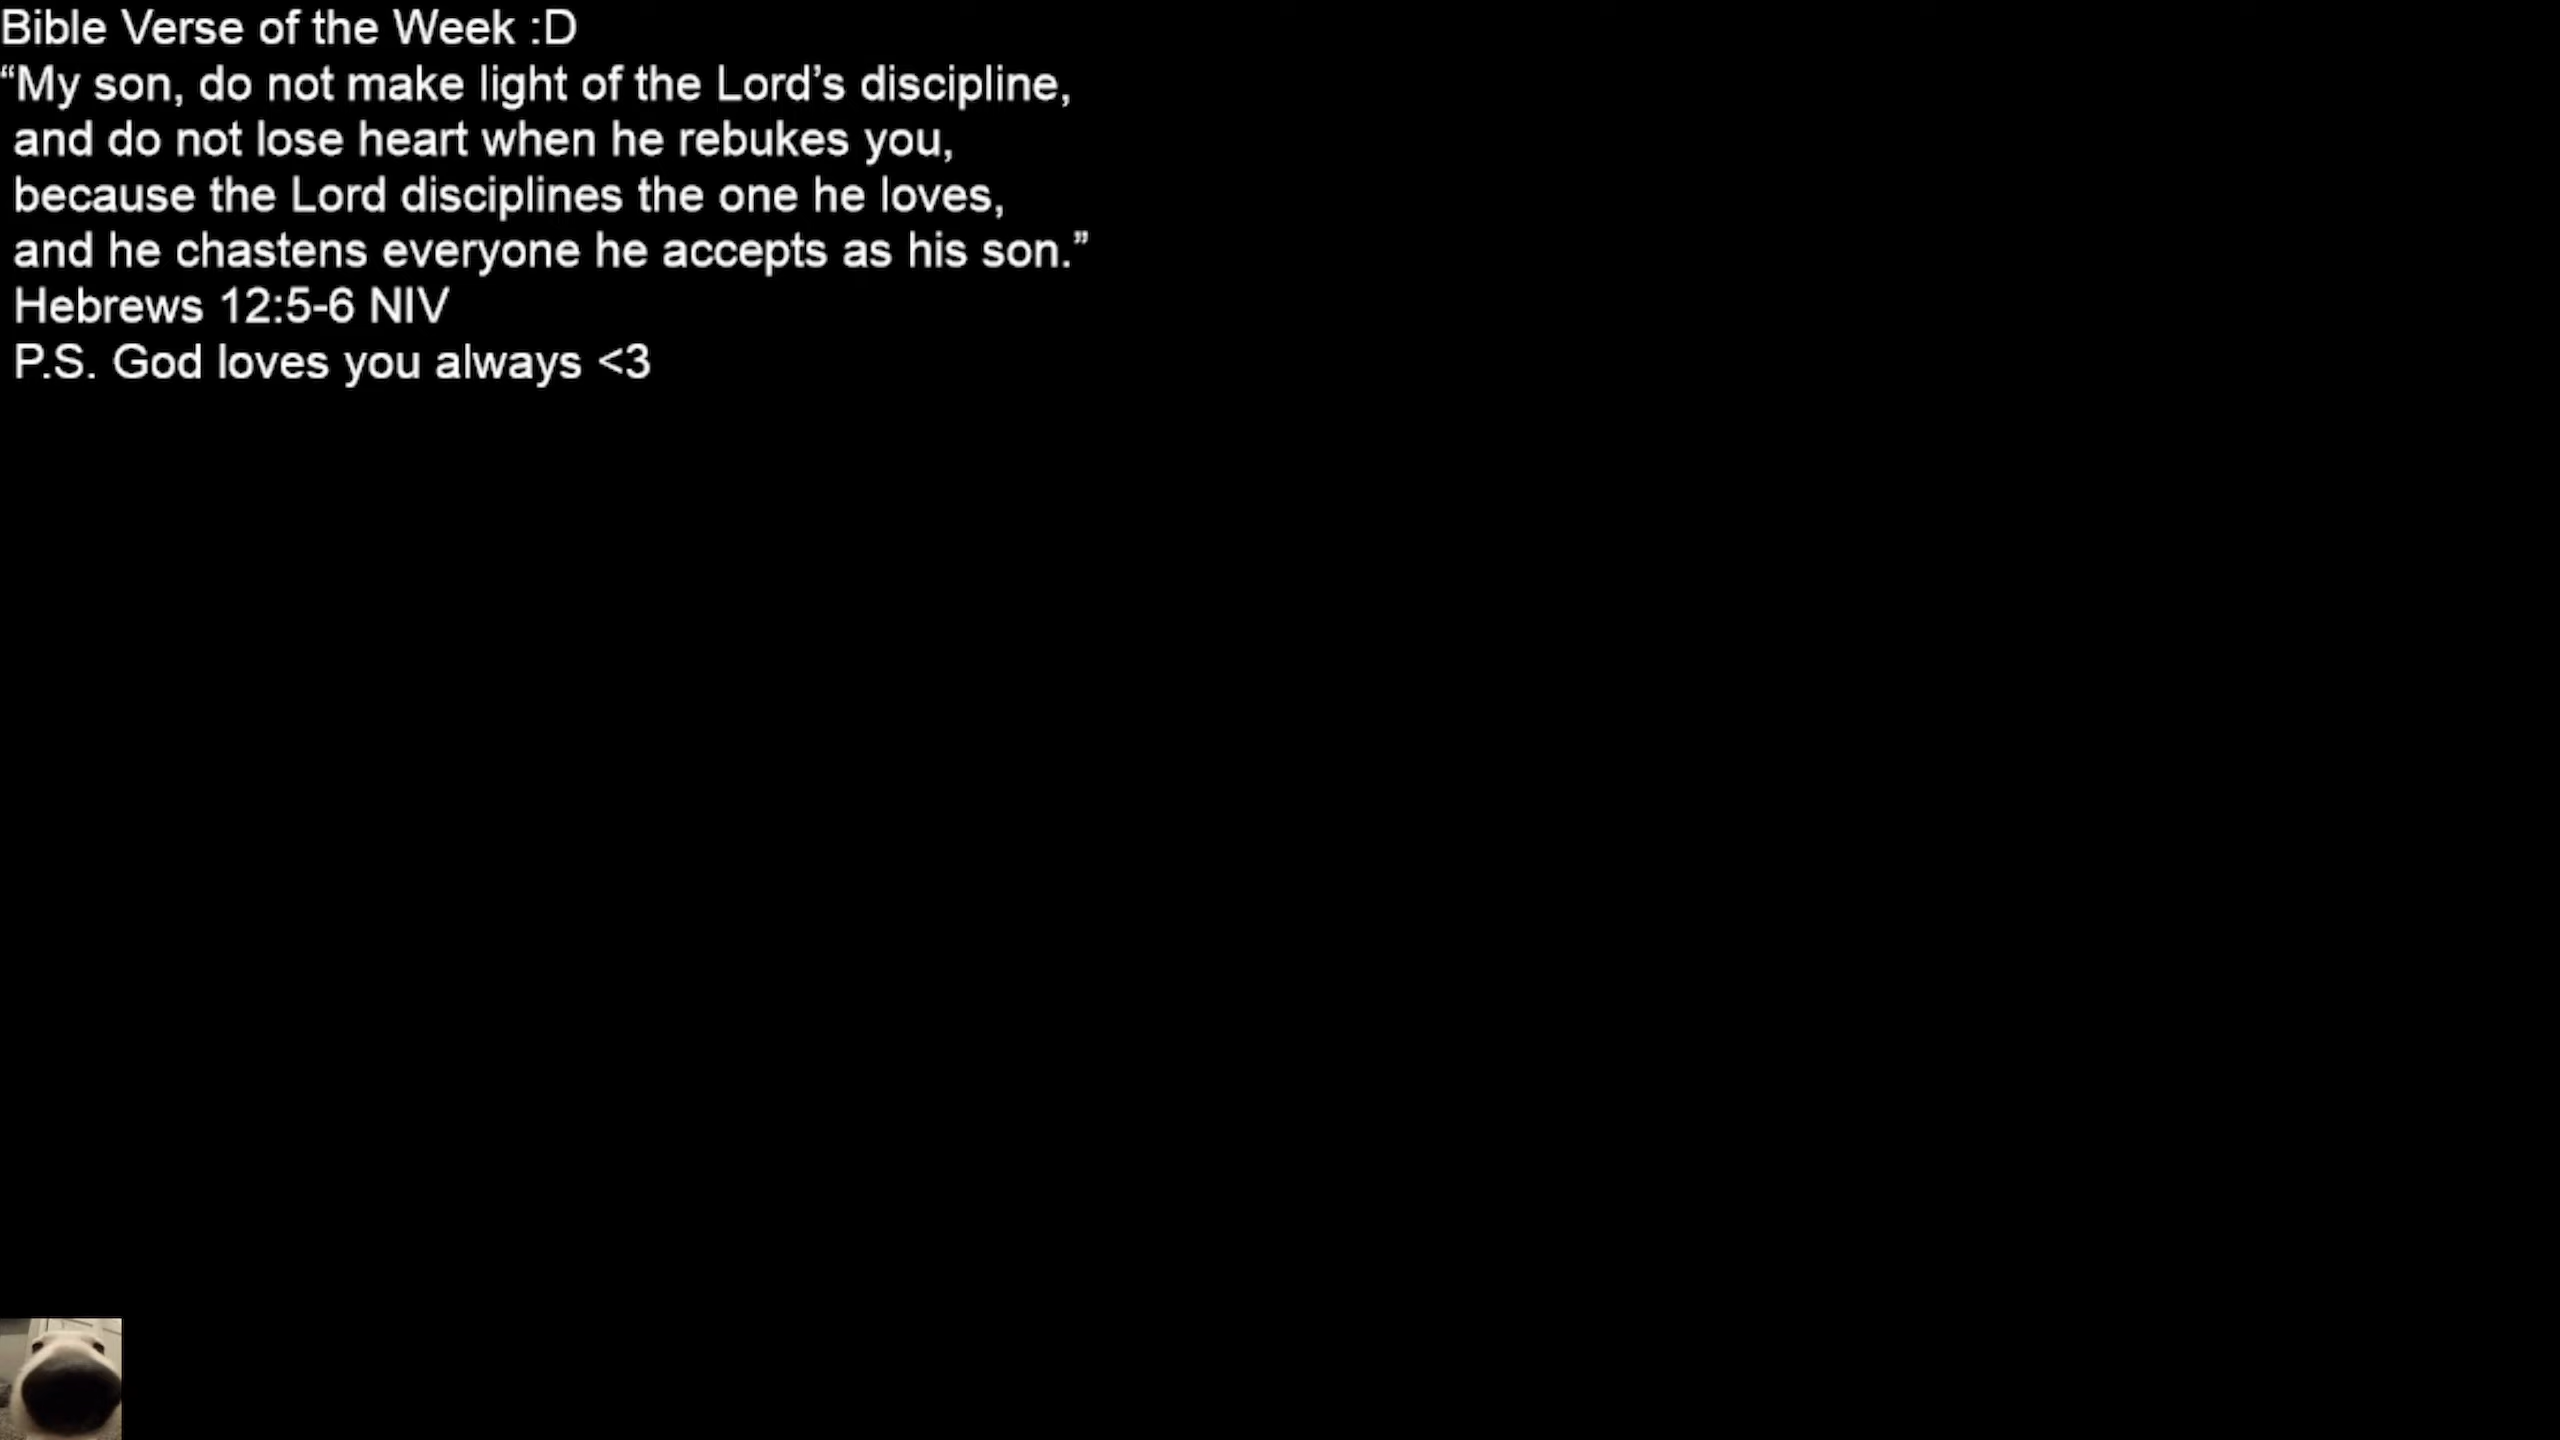 Bible Verse of the Week :D
“My son, do not make light of the Lord’s discipline,
and do not lose heart when he rebukes you,
because the Lord disciplines the one he loves,
and he chastens everyone he accepts as his son.”
Hebrews 12:5-6 NIV
P.S. God loves you always <3